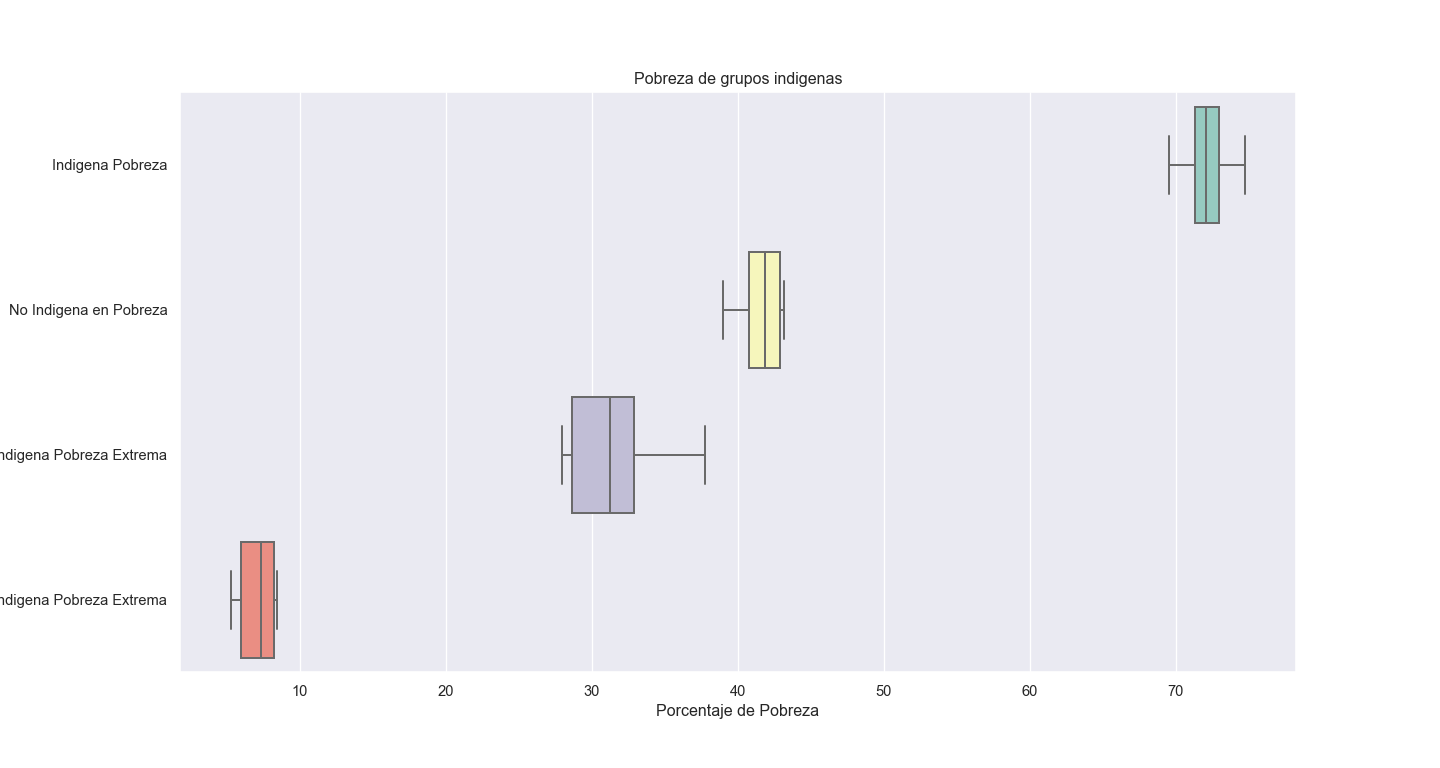 Pobreza de grupos indigenas
Indigena Pobreza
No Indigena en Pobreza
ndigena Pobreza Extrema
ndigena Pobreza Extrema
10 20 30 40 50 60 70
Porcentaje de Pobreza